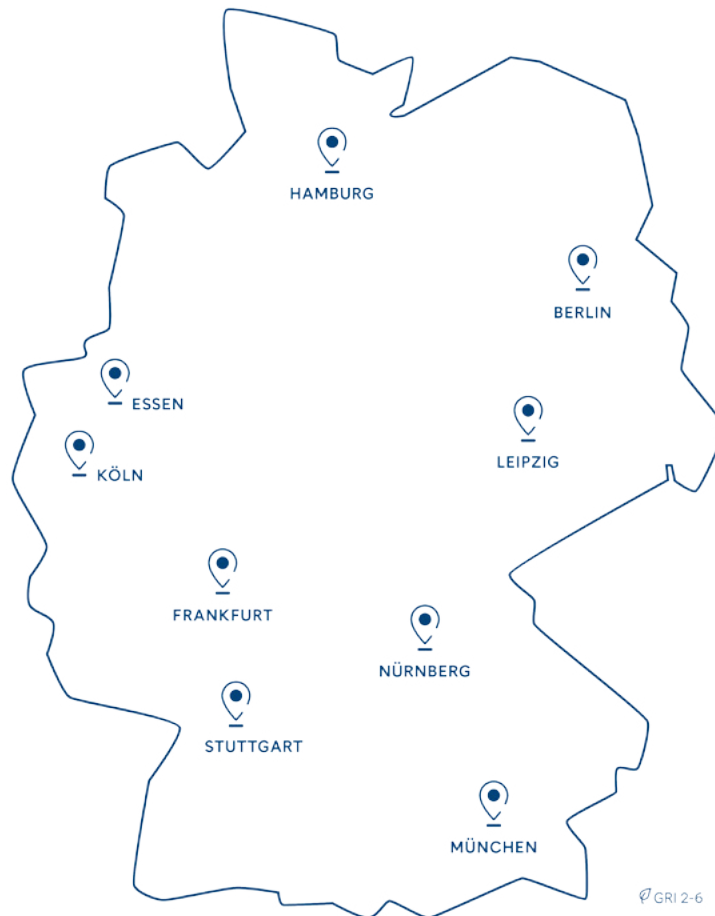 HAMBURG
BERLIN
ESSEN
LEIPZIG
KÖLN
FRANKFURT
NÜRNBERG
STUTTGART
MÜNCHEN
GRI 2-6